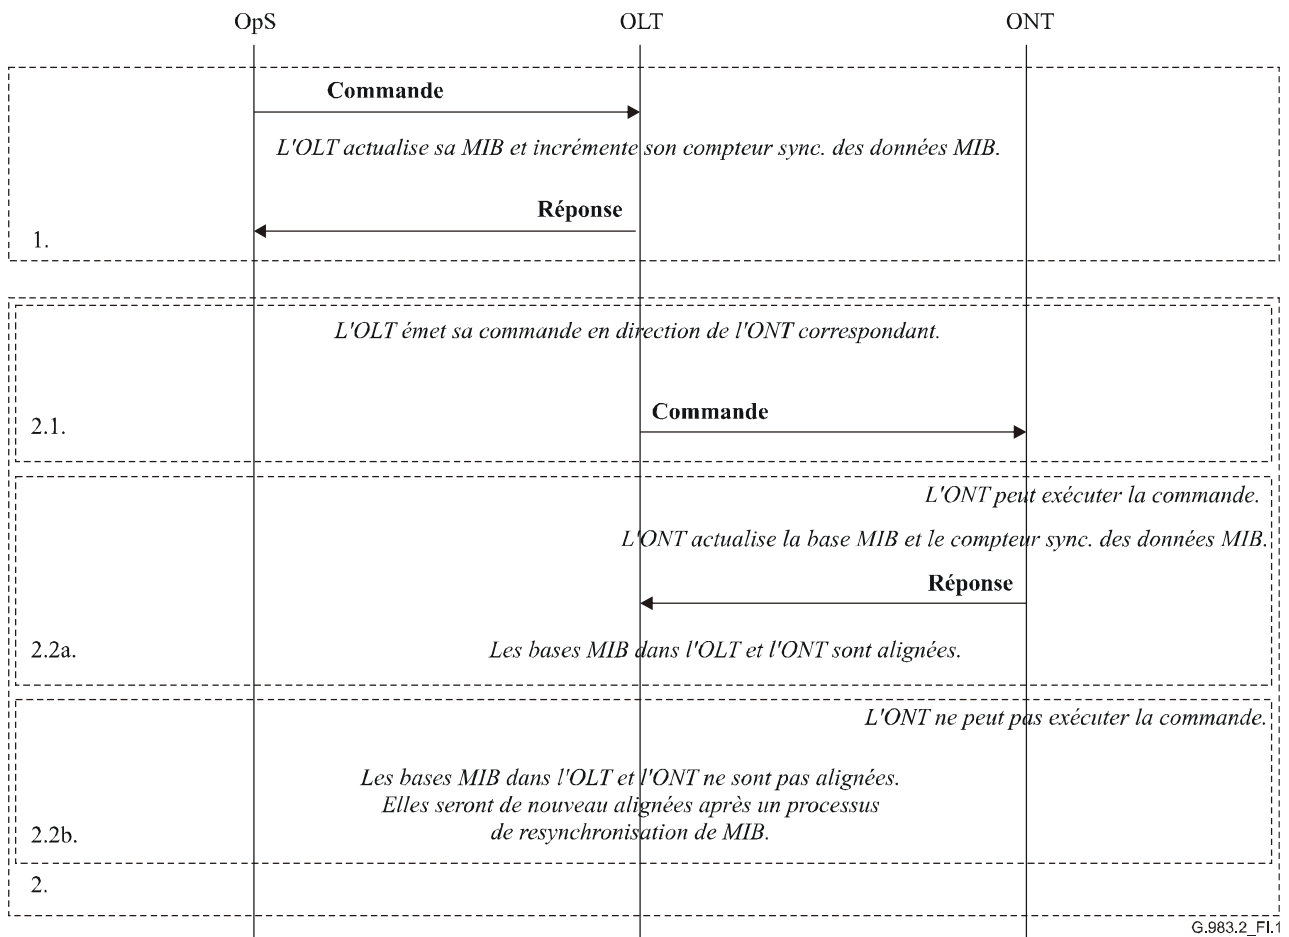 OpS OLT ONT
Commande
L'OLT actualise sa MIB et incrémente son compteur sync. des données MIB.
Réponse
1.
L'OLT émet sa commande en direction de l'ONT correspondant.
Commande
2.1.
L'ONT peut exécuter la commande.
L'ONT actualise la base MIB et le compteur sync. des données MIB.
Réponse
2.2a.
Les bases MIB dans l'OLT et l'ONT sont alignées.
L'ONT ne peut pas exécuter la commande.
Les bases MIB dans l'OLT et l'ONT ne sont pas alignées.
Elles seront de nouveau alignées après un processus
de resynchronisation de MIB.
2.2b.
2.
G.983.2_FI.1